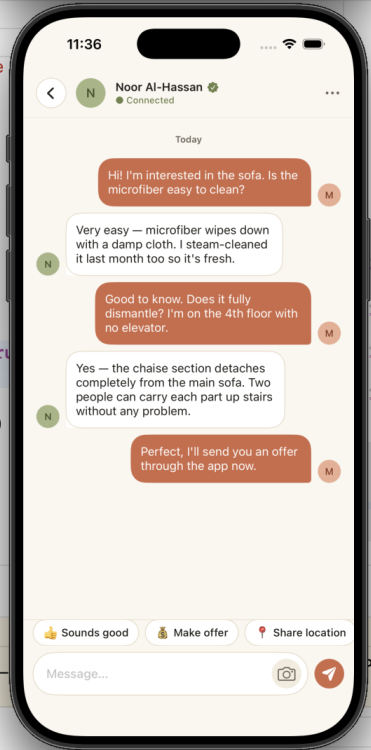 11:36
N
Noor Al-Hassan
Connected
Today
Hi! I'm interested in the sofa. Is the
microfiber easy to clean?
M
Very easy — microfiber wipes down
with a damp cloth. I steam-cleaned
it last month too so it's fresh.
N
Good to know. Does it fully
dismantle? I'm on the 4th floor with
no elevator.
M
Yes — the chaise section detaches
completely from the main sofa. Two
people can carry each part up stairs
without any problem.
N
Perfect, I'll send you an offer
through the app now.
M
👍 Sounds good
💰 Make offer
📍 Share location
Message...